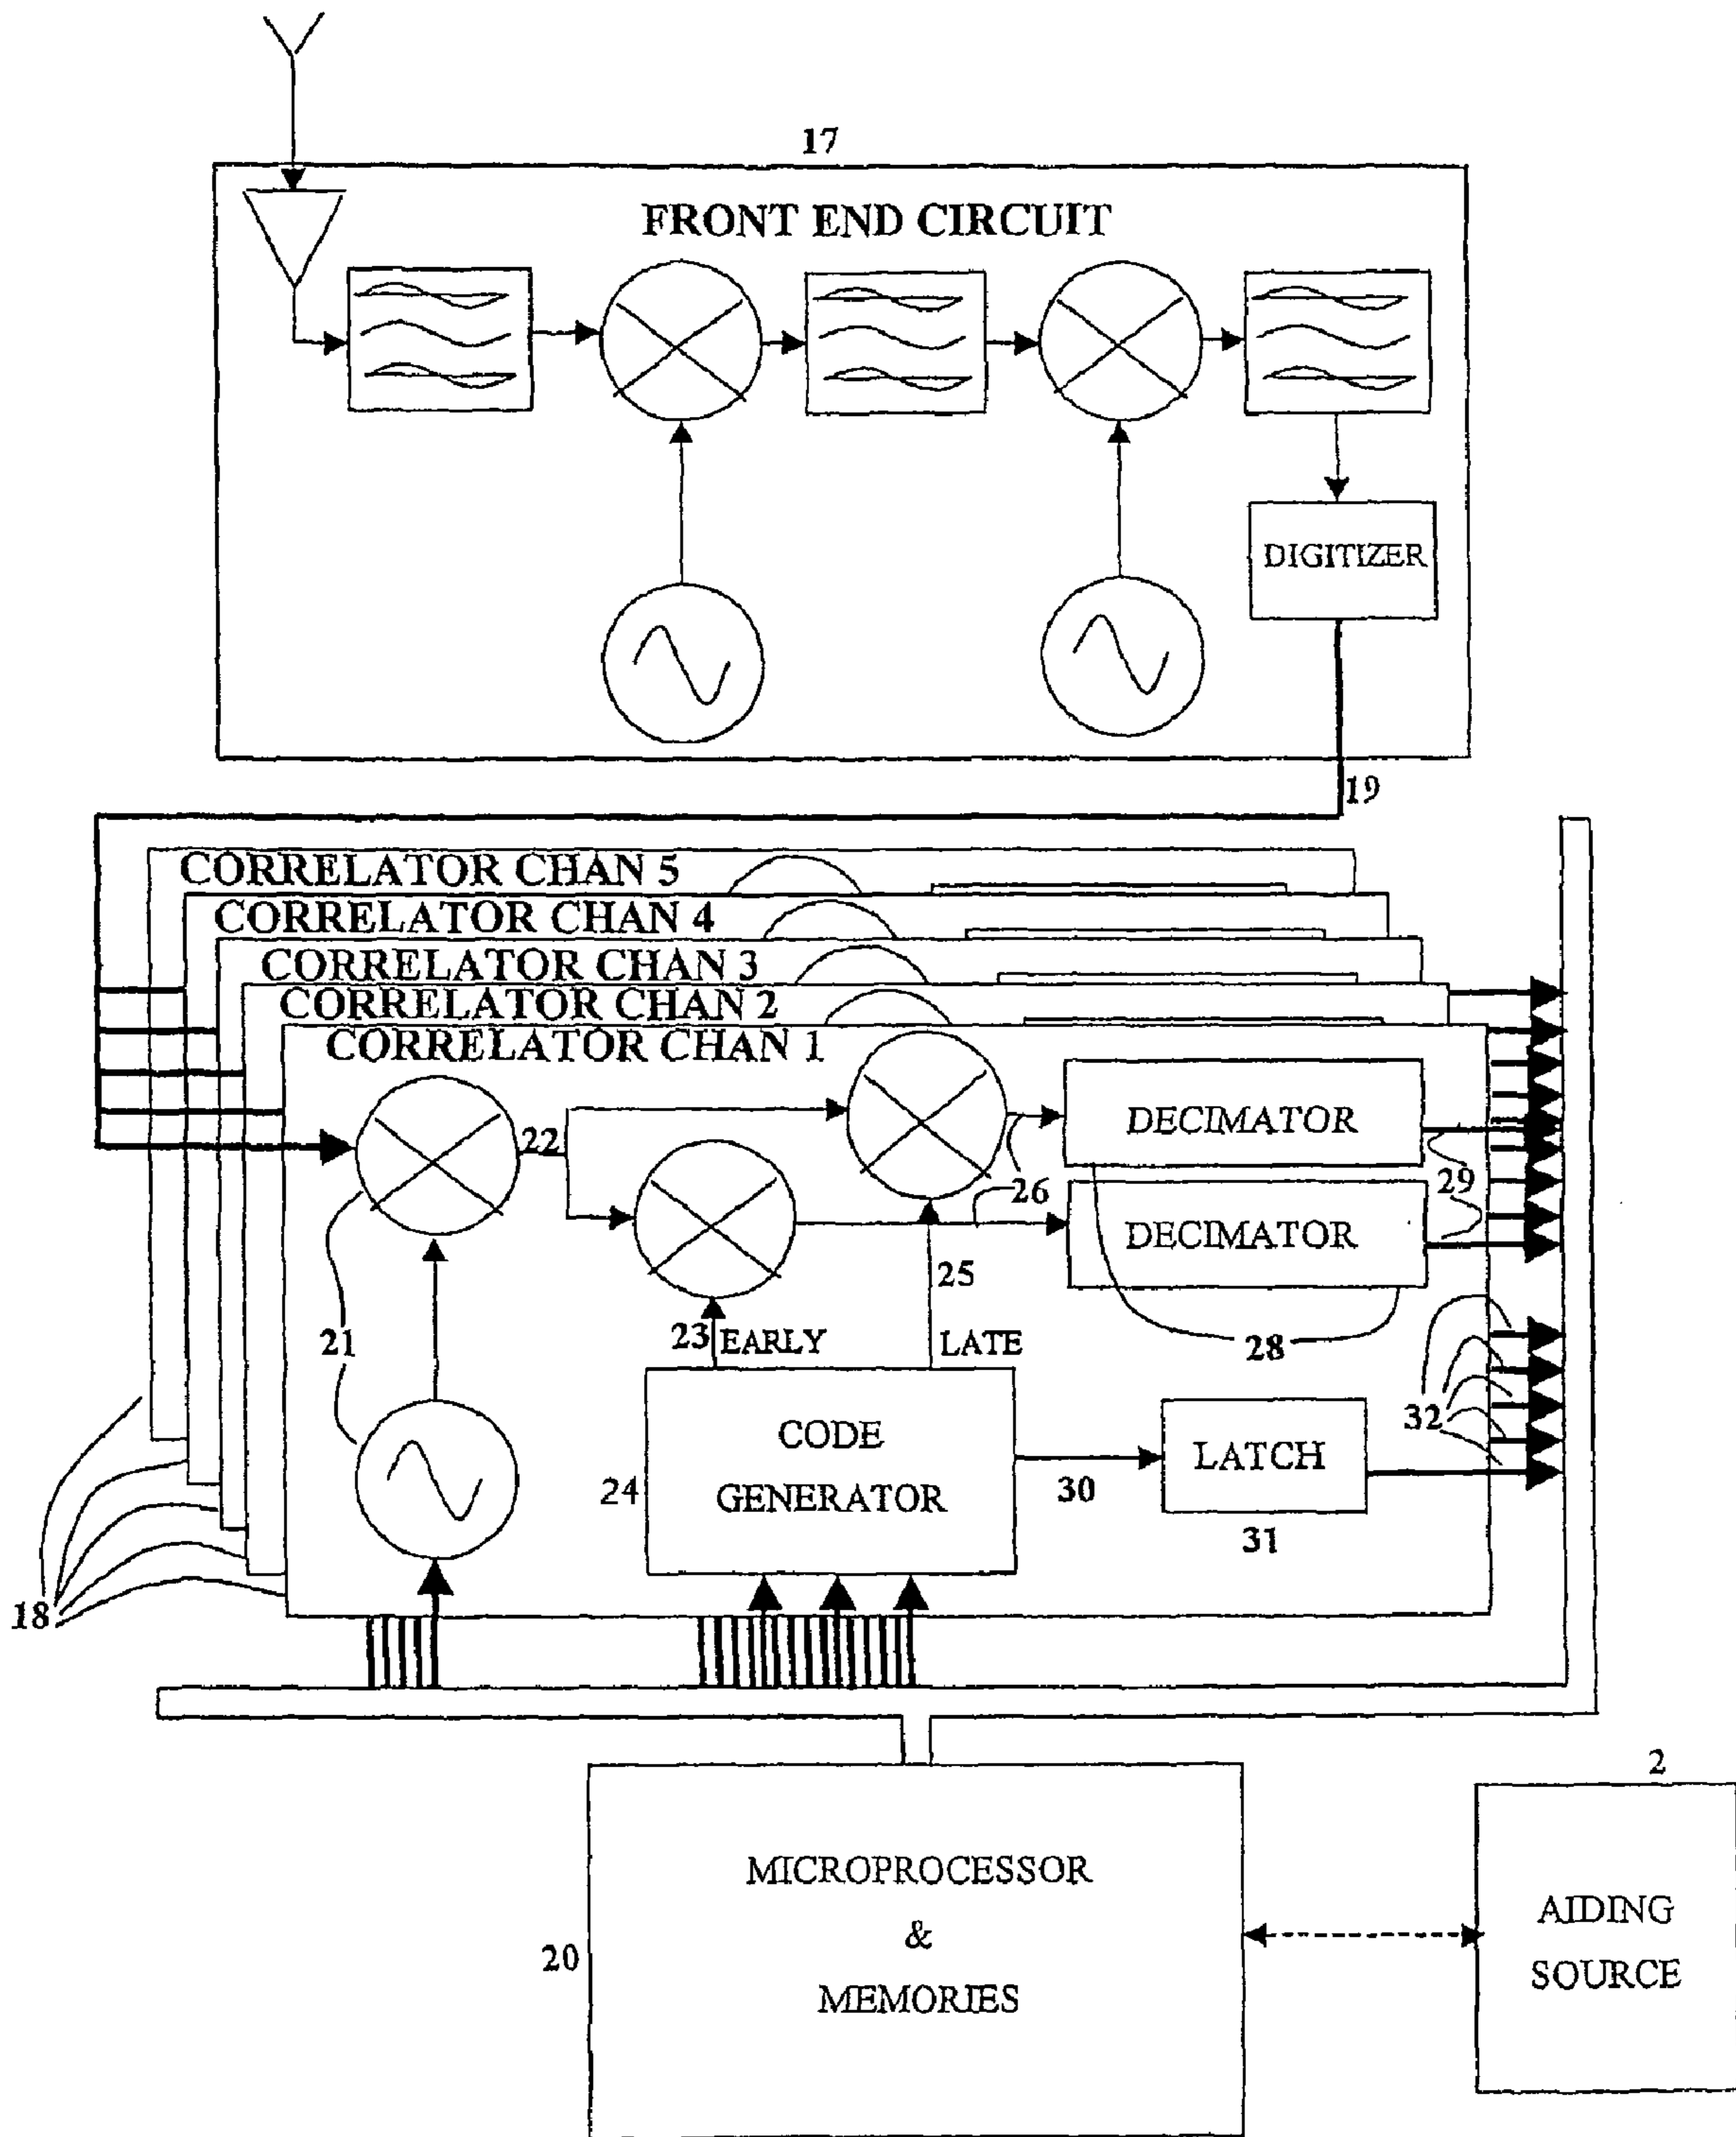 17
FRONT END CIRCUIT
DIGITIZER
19
CORRELATOR CHAN 5
CORRELATOR CHAN 4
CORRELATOR CHAN 3
CORRELATOR CHAN 2
CORRELATOR CHAN 1
22
DECIMATOR
26
29
DECIMATOR
25
21
23
EARLY
LATE
28
32
CODE
GENERATOR
24
30
LATCH
31
18
2
MICROPROCESSOR
&
MEMORIES
20
AIDING
SOURCE